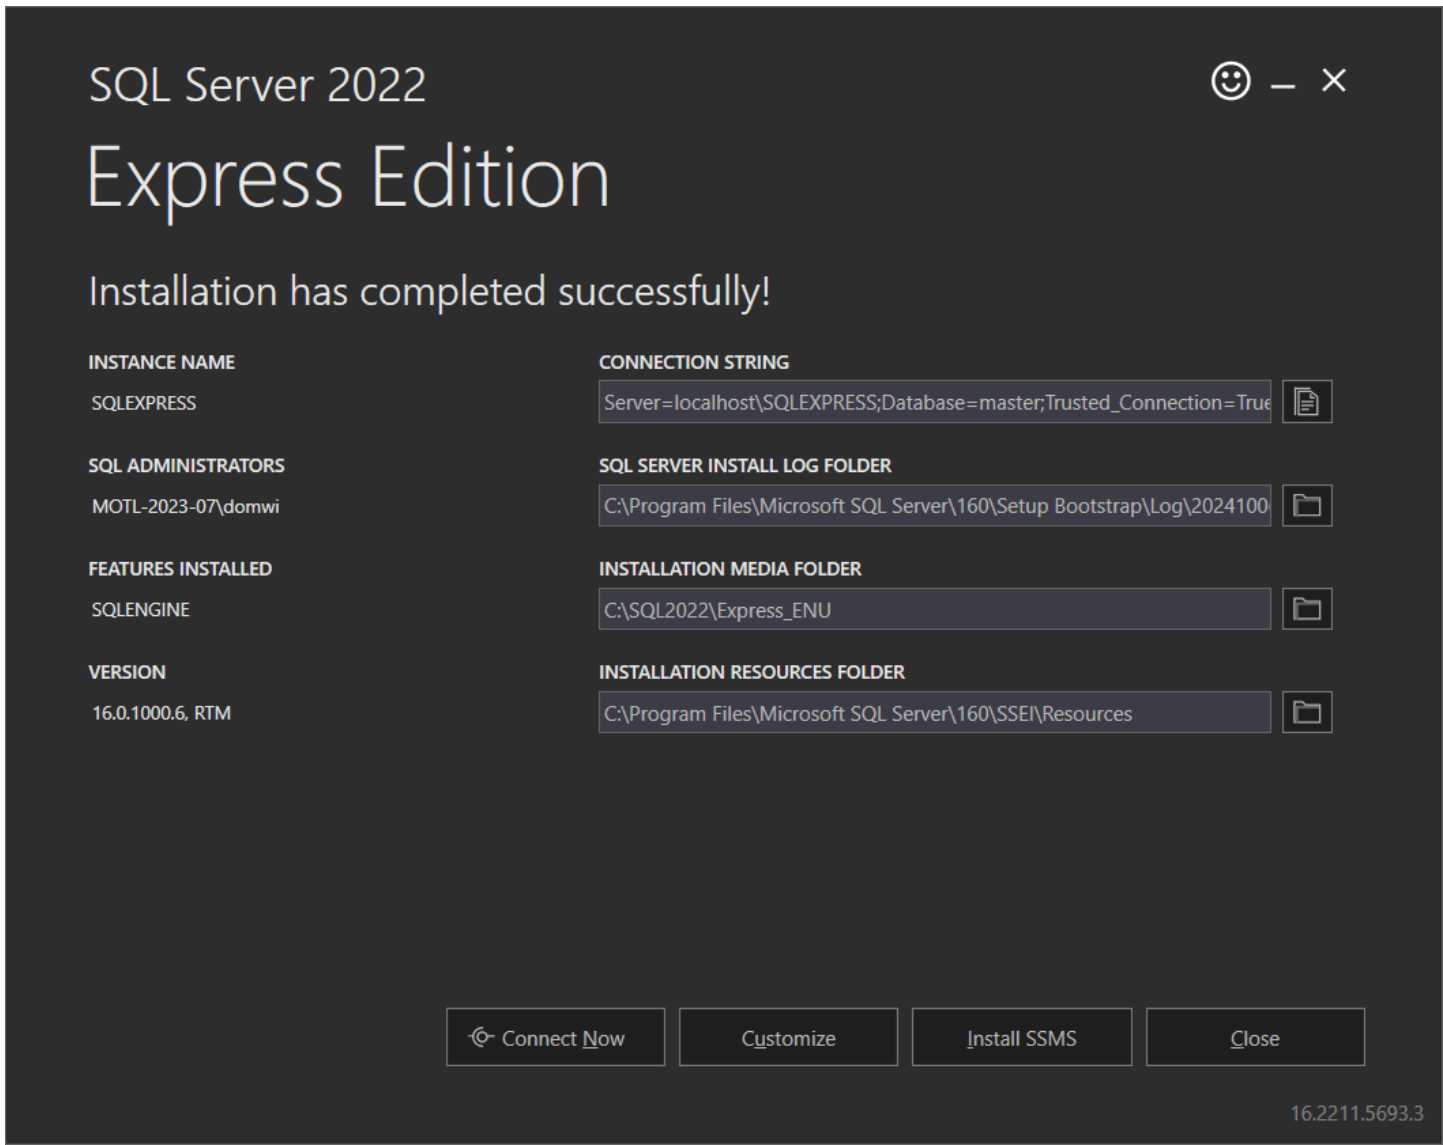 SQL Server 2022
Express Edition
Installation has completed successfully!
INSTANCE NAME
SQLEXPRESS
CONNECTION STRING
Server=localhost\SQLEXPRESS;Database=master;Trusted_Connection=True
SQL ADMINISTRATORS
MOTL-2023-07\domwi
SQL SERVER INSTALL LOG FOLDER
C:\Program Files\Microsoft SQL Server\160\Setup Bootstrap\Log\2024100
FEATURES INSTALLED
SQLENGINE
INSTALLATION MEDIA FOLDER
C:\SQL2022\Express_ENU
VERSION
16.0.1000.6, RTM
INSTALLATION RESOURCES FOLDER
C:\Program Files\Microsoft SQL Server\160\SSEI\Resources
Connect Now
Customize
Install SSMS
Close
16.2211.5693.3